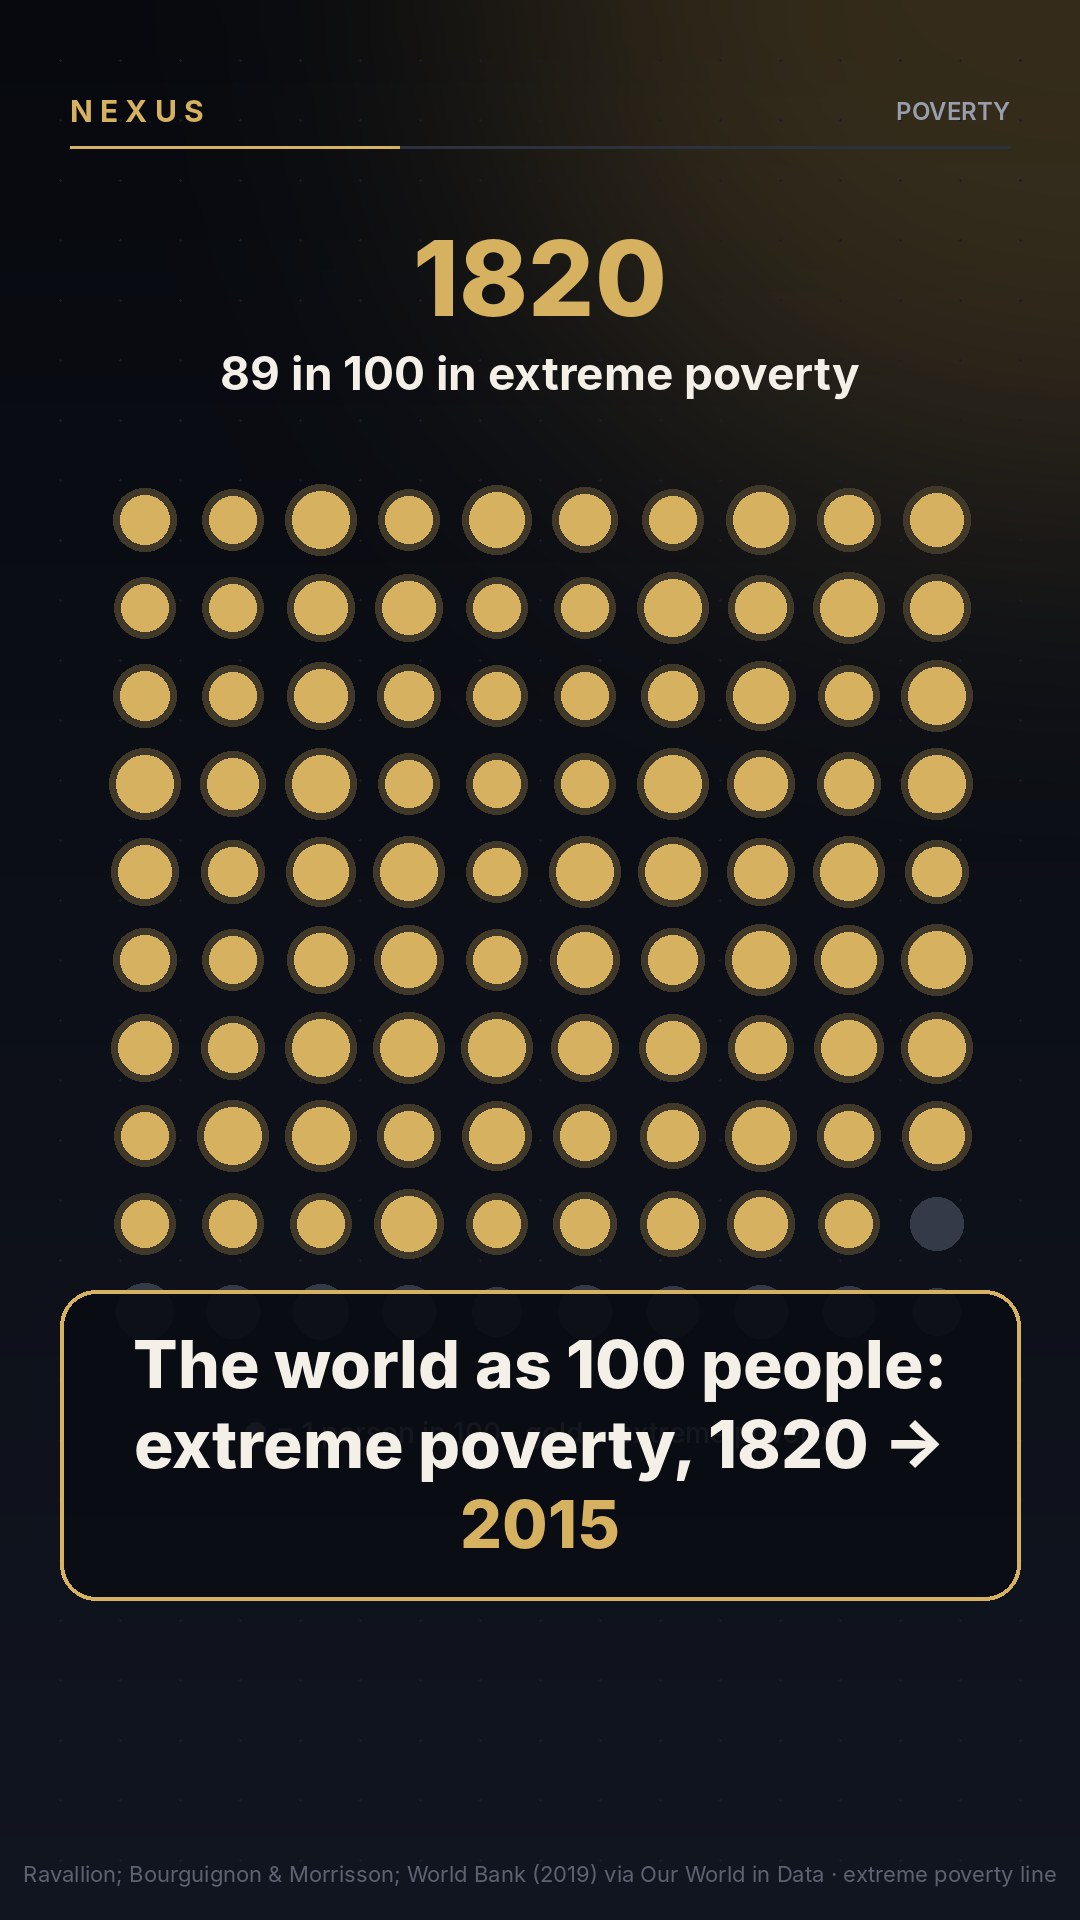 NEXUS
POVERTY
1820
89 in 100 in extreme poverty
The world as 100 people:
extreme poverty, 1820 →
2015
Ravallion; Bourguignon & Morrisson; World Bank (2019) via Our World in Data · extreme poverty line